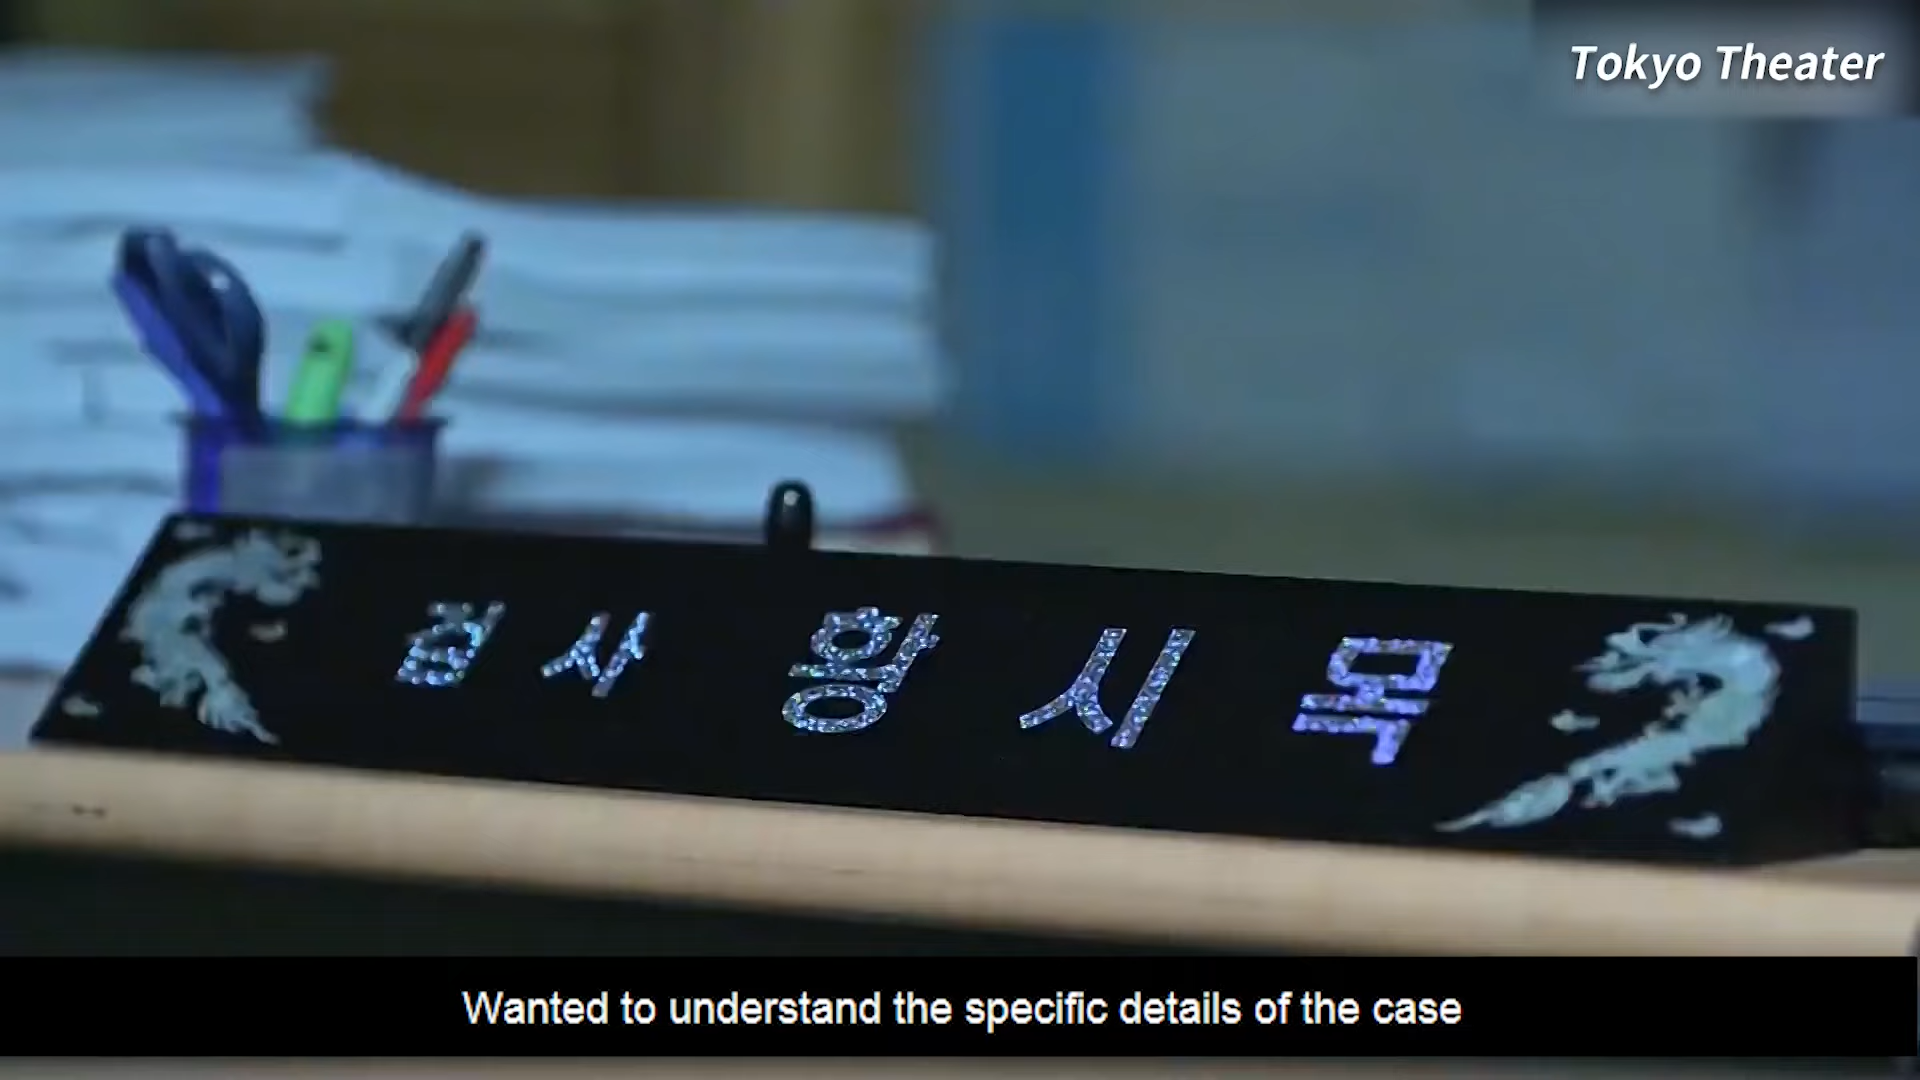 Tokyo Theater
검사 황시목
Wanted to understand the specific details of the case